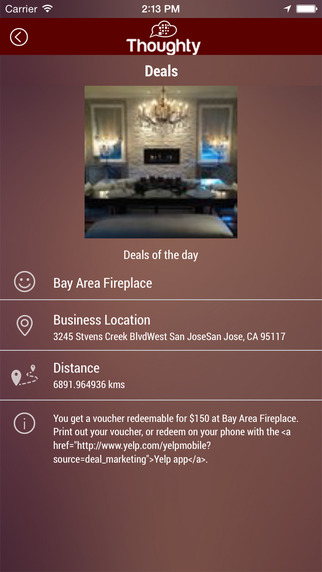 Carrier 2:13 PM
Thoughty
Deals
Deals of the day
Bay Area Fireplace
Business Location
3245 Stvens Creek BlvdWest San JoseSan Jose, CA 95117
Distance
6891.964936 kms
You get a voucher redeemable for $150 at Bay Area Fireplace.
Print out your voucher, or redeem on your phone with the <a
href="http://www.yelp.com/yelpmobile?
source=deal_marketing">Yelp app</a>.